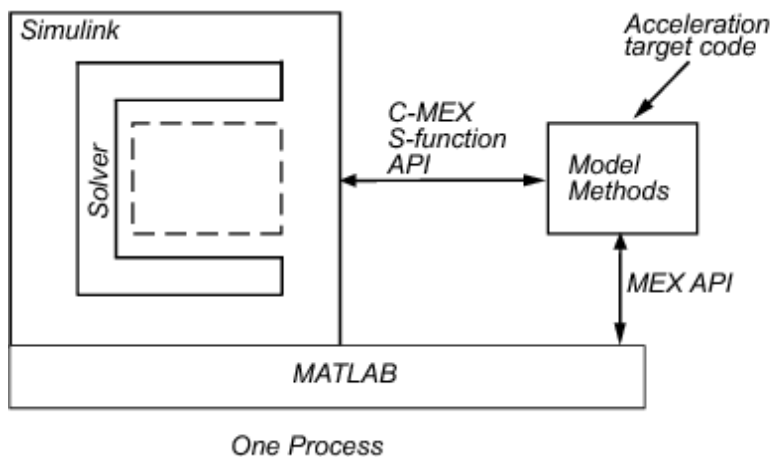 Simulink
Acceleration
target code
C-MEX
S-function
API
Solver
Model
Methods
MEX API
MATLAB
One Process